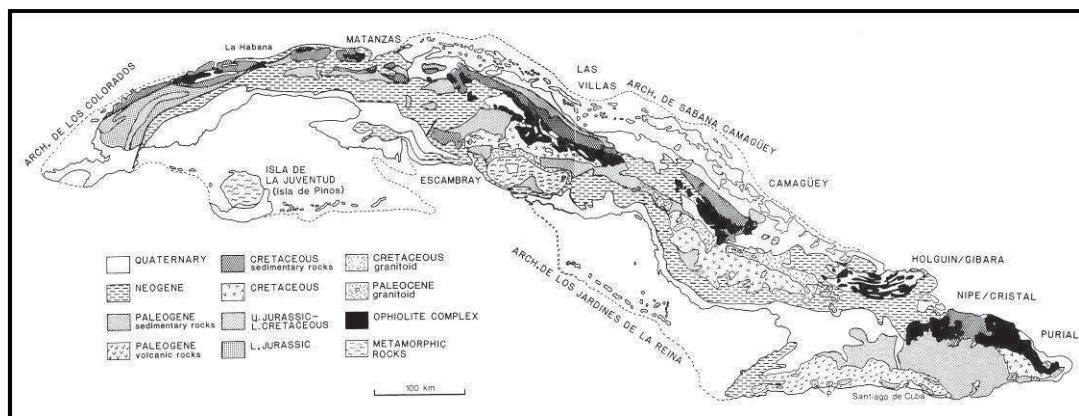 MATANZAS
La Habana
LAS
VILLAS
ARCH. DE LOS COLORADOS
ARCH. DE SABANA CAMAGÜEY
ISLA DE
LA JUVENTUD
(Isla de Pinos)
ESCAMBRAY
CAMAGÜEY
ARCH. DE LOS JARDINES DE LA REINA
HOLGUIN/GIBARA
NIPE/CRISTAL
PURIAL
Santiago de Cuba
QUATERNARY
NEOGENE
PALEOGENE
sedimentary rocks
PALEOGENE
volcanic rocks
CRETACEOUS
sedimentary rocks
CRETACEOUS
U. JURASSIC-
L. CRETACEOUS
L. JURASSIC
CRETACEOUS
granitoid
P
PALEOCENE
granitoid
OPHIOLITE COMPLEX
METAMORPHIC
ROCKS
100 km
P